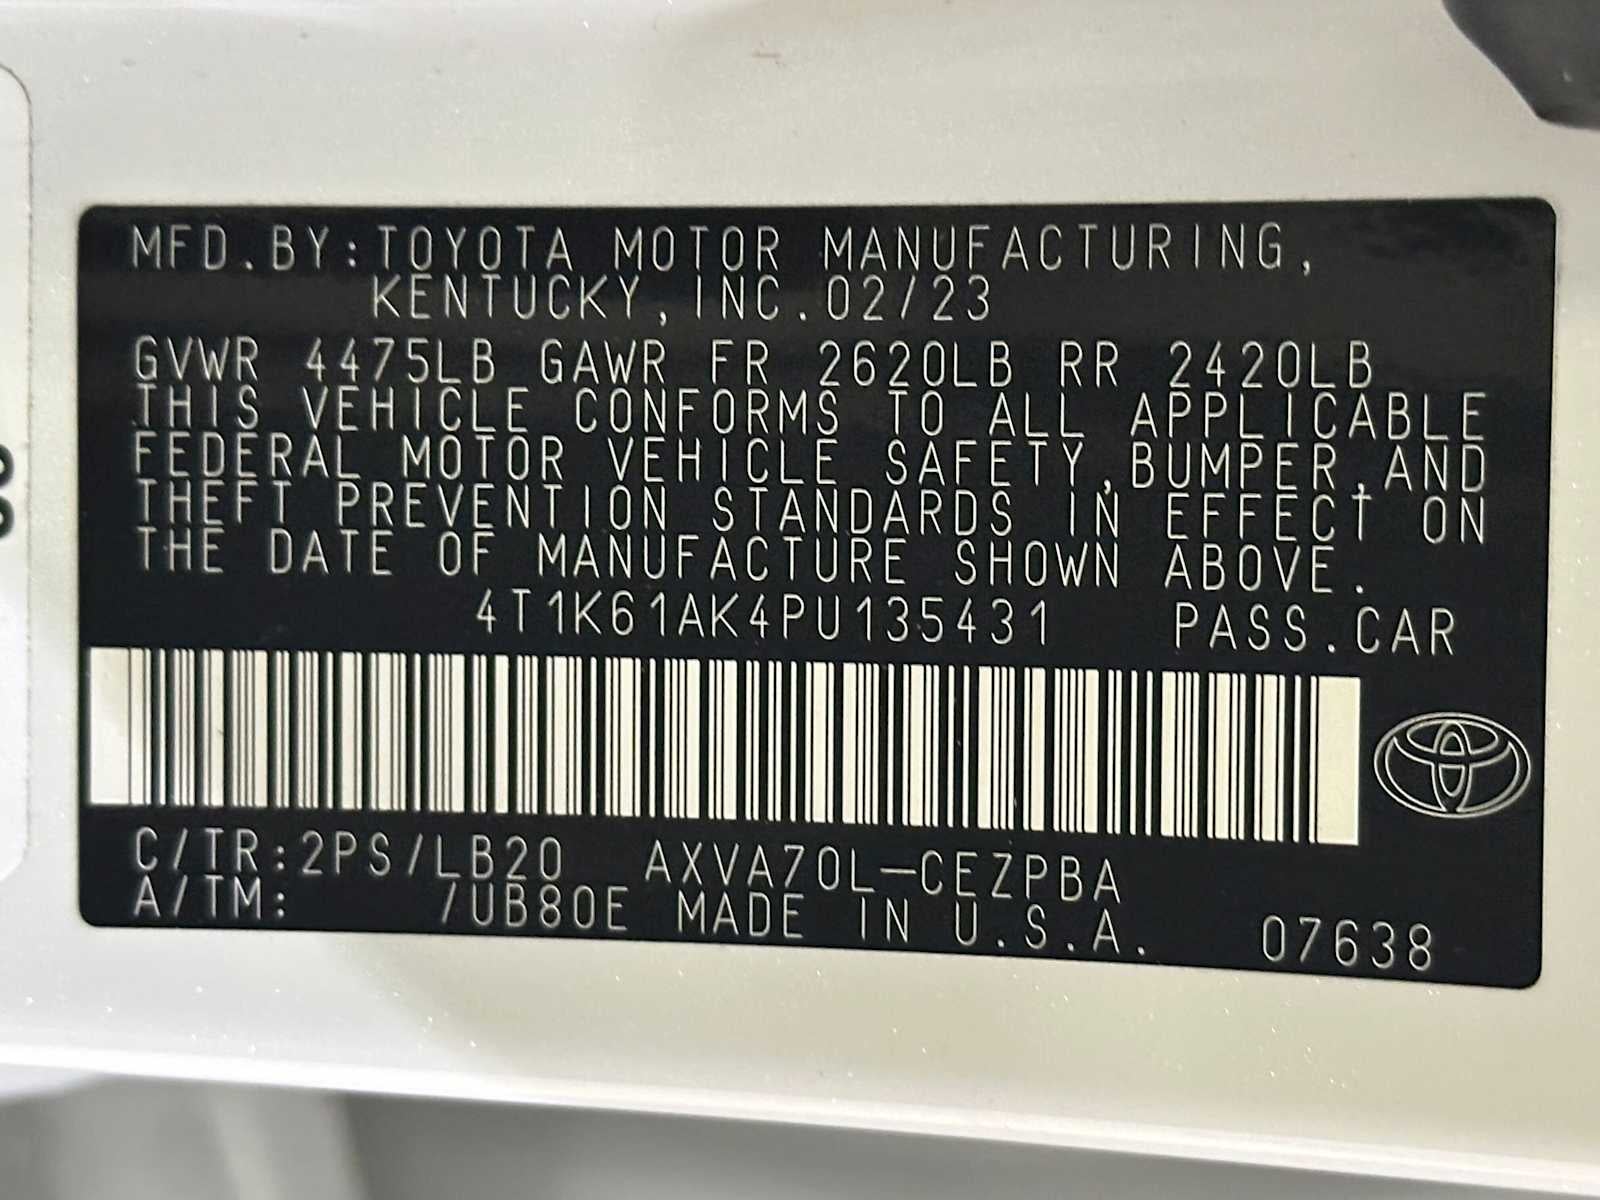 MFD.BY:TOYOTA MOTOR MANUFACTURING,
KENTUCKY,INC.02/23
GVWR 4475LB GAWR FR 2620LB RR 2420LB
THIS VEHICLE CONFORMS TO ALL APPLICABLE
FEDERAL MOTOR VEHICLE SAFETY,BUMPER,AND
THEFT PREVENTION STANDARDS IN EFFECT ON
THE DATE OF MANUFACTURE SHOWN ABOVE.
4T1K61AK4PU135431 PASS.CAR
C/TR:2PS/LB20 AXVA70L-CEZPBA
A/TM: /UB80E MADE IN U.S.A. 07638